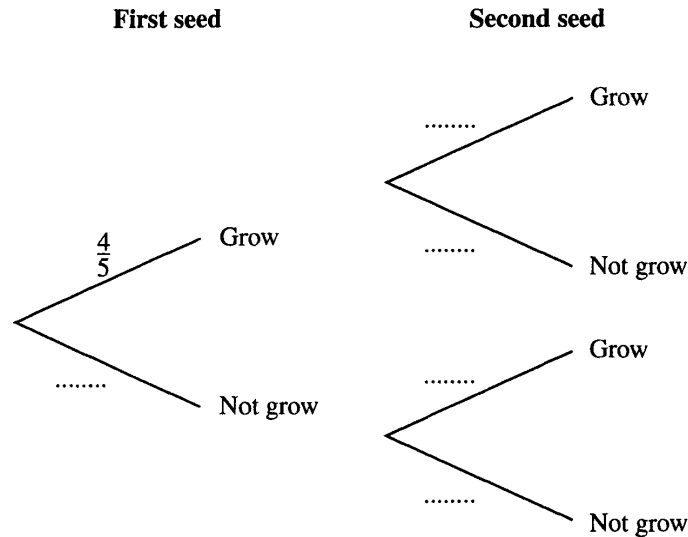 First seed
Second seed
Grow
........
4/5
Grow
........
Not grow
........
Not grow
Grow
........
........
Not grow